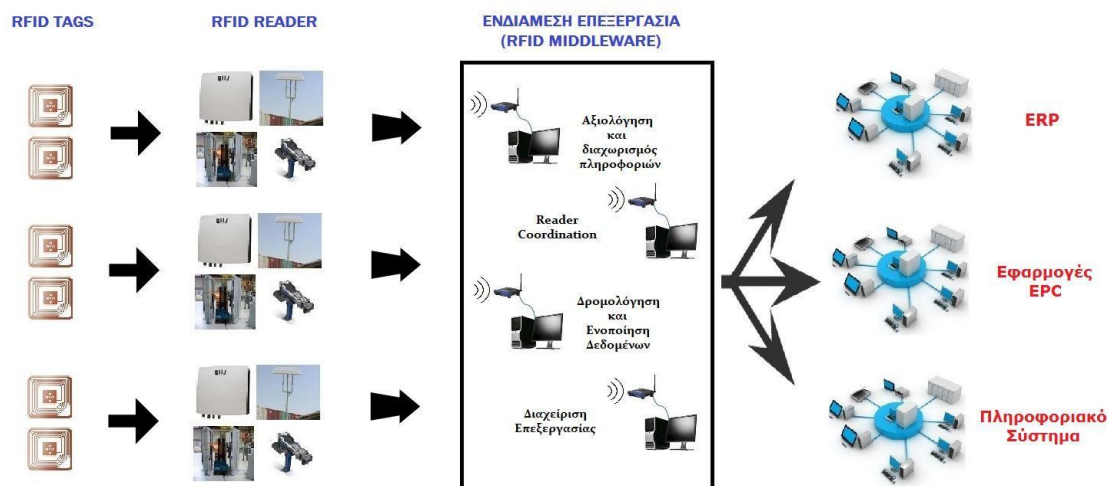 RFID TAGS
RFID READER
ΕΝΔΙΑΜΕΣΗ ΕΠΕΞΕΡΓΑΣΙΑ
(RFID MIDDLEWARE)
Αξιολόγηση
και
διαχωρισμός
πληροφοριών
Reader
Coordination
Δρομολόγηση
και
Ενοποίηση
Δεδομένων
Διαχείριση
Επεξεργασίας
ERP
Εφαρμογές
EPC
Πληροφοριακό
Σύστημα